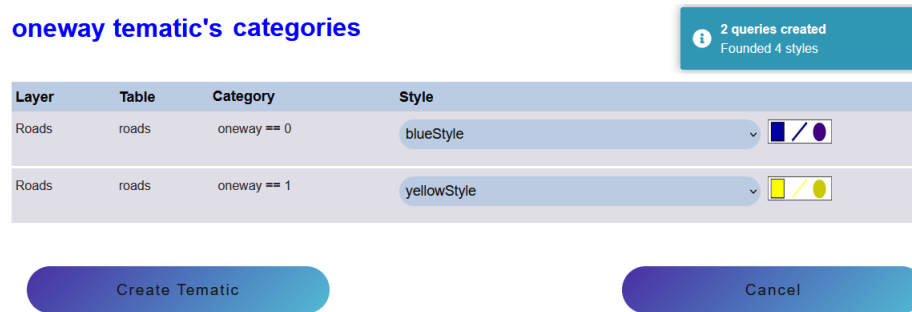 oneway tematic's categories
2 queries created
Founded 4 styles
Layer Table Category Style
Roads roads oneway == 0 blueStyle
Roads roads oneway == 1 yellowStyle
Create Tematic Cancel